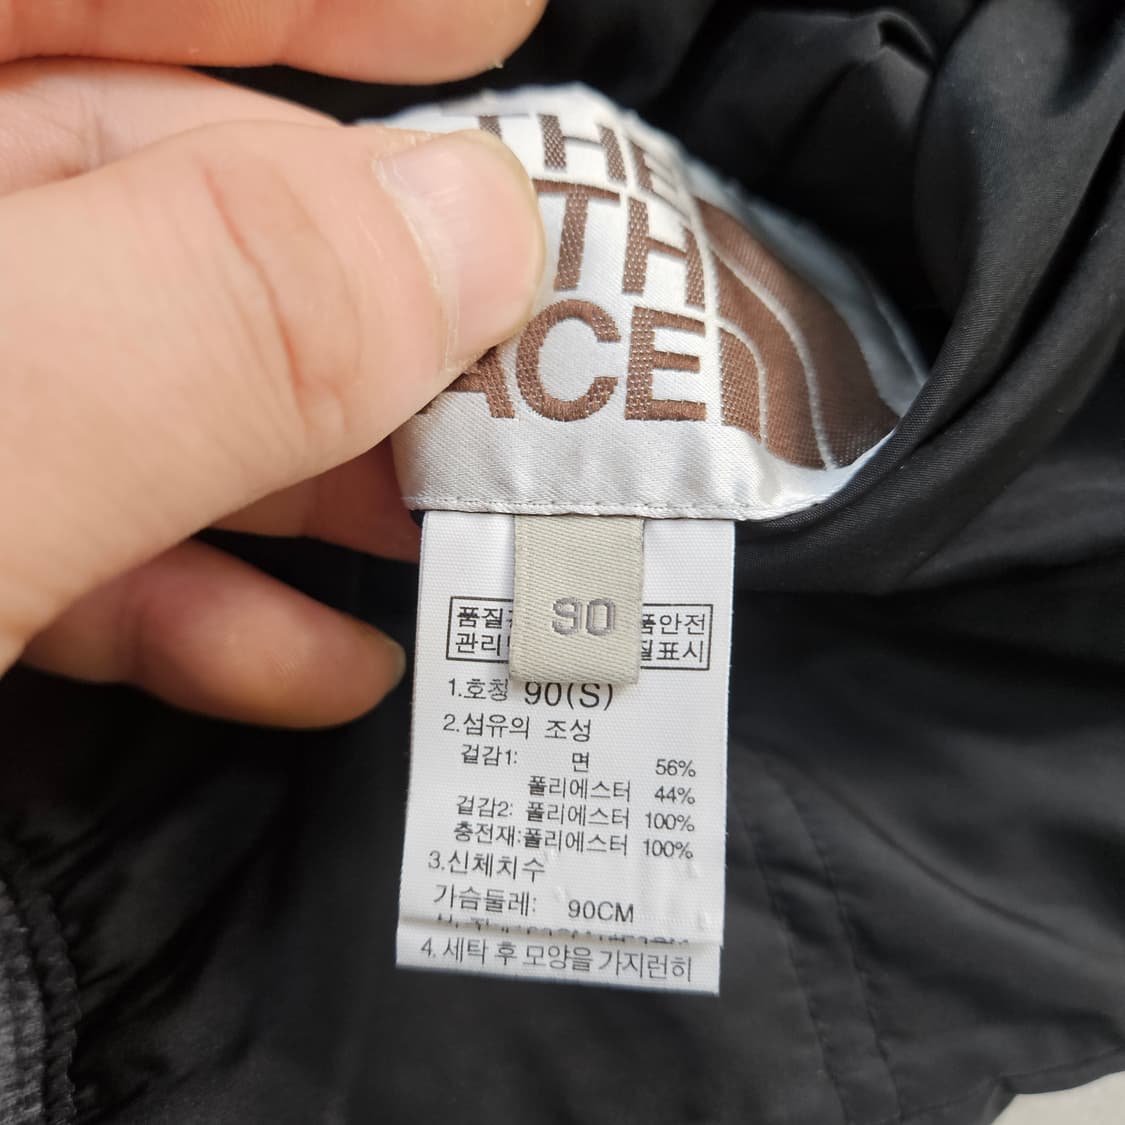 THE
TH
ACE
90
품질 품안전
관리 질표시
1.호칭 90(S)
2.섬유의 조성
겉감1: 면 56%
폴리에스터 44%
겉감2: 폴리에스터 100%
충전재:폴리에스터 100%
3.신체치수
가슴둘레: 90CM
4.세탁 후 모양을 가지런히